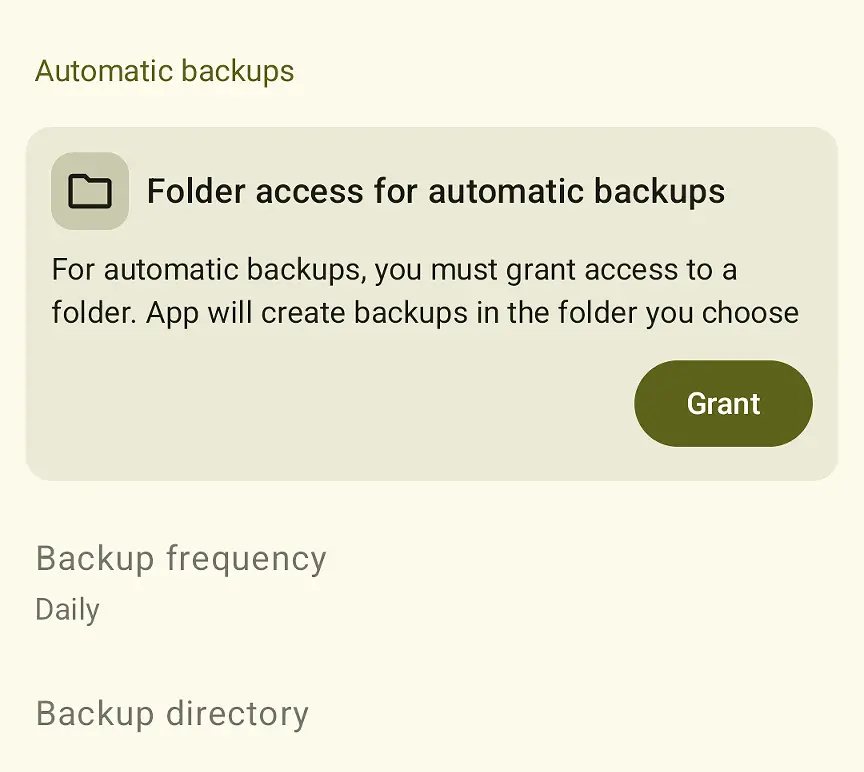 Automatic backups
Folder access for automatic backups
For automatic backups, you must grant access to a
folder. App will create backups in the folder you choose
Grant
Backup frequency
Daily
Backup directory